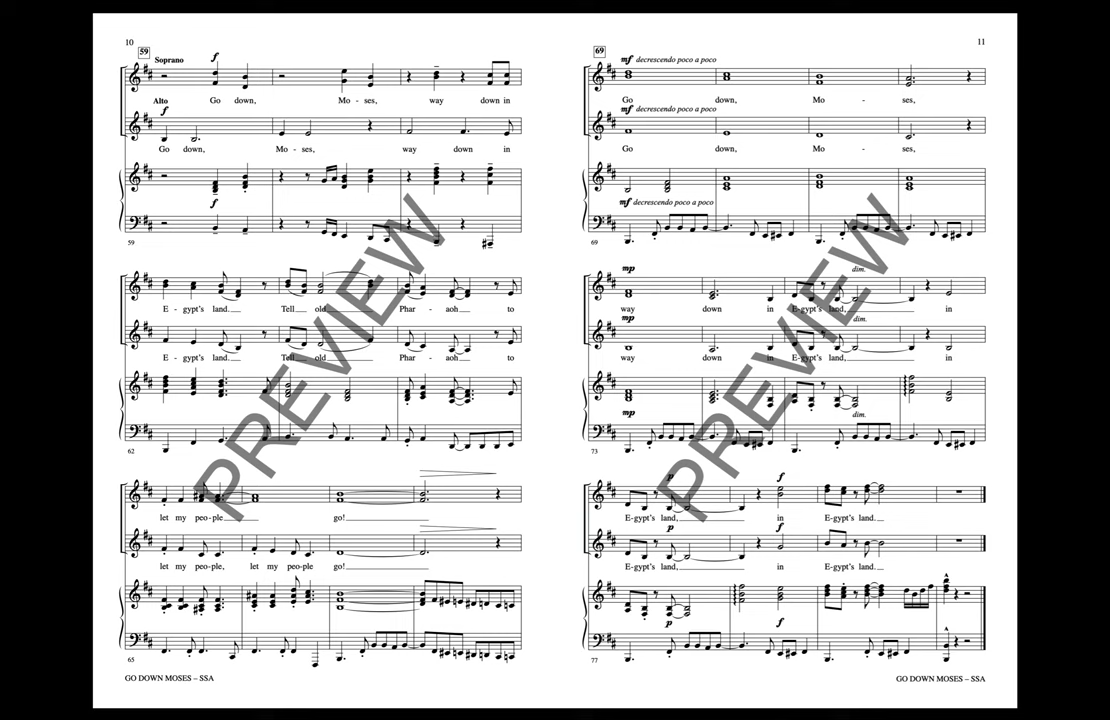 10
59
Soprano
f
Go down, Mo - ses, way down in
Alto
f
Go down, Mo - ses, way down in
f
59
E - gypt's land. Tell old Phar - aoh to
E - gypt's land. Tell old Phar - aoh to
62
let my peo - ple go!
let my peo - ple, let my peo - ple go!
65
GO DOWN MOSES – SSA
11
69
mf decrescendo poco a poco
Go down, Mo - ses,
mf decrescendo poco a poco
Go down, Mo - ses,
mf decrescendo poco a poco
69
mp dim.
way down in E-gypt's land, in
mp dim.
way down in E-gypt's land, in
mp dim.
73
p f
E-gypt's land, in E-gypt's land.
p f
E-gypt's land, in E-gypt's land.
p f
77
GO DOWN MOSES – SSA
PREVIEW
PREVIEW